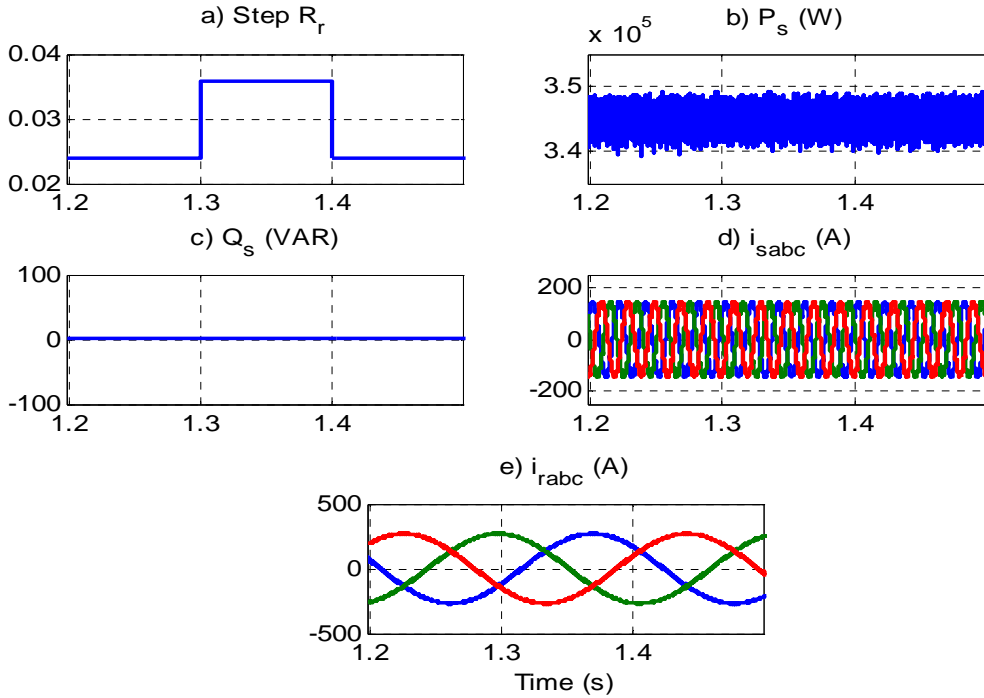 a) Step R_r
0.04
0.03
0.02
1.2 1.3 1.4
b) P_s (W)
x 10^5
3.5
3.4
1.2 1.3 1.4
c) Q_s (VAR)
100
0
-100
1.2 1.3 1.4
d) i_sabc (A)
200
0
-200
1.2 1.3 1.4
e) i_rabc (A)
500
0
-500
1.2 1.3 1.4
Time (s)